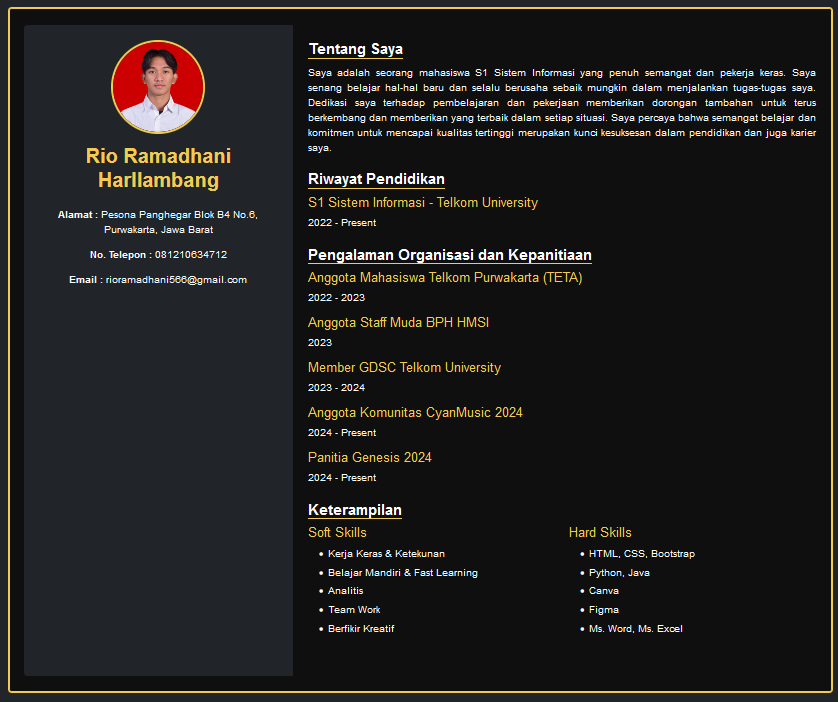 Rio Ramadhani
Harllambang
Alamat : Pesona Panghegar Blok B4 No.6,
Purwakarta, Jawa Barat
No. Telepon : 081210634712
Email : rioramadhani566@gmail.com
Tentang Saya
Saya adalah seorang mahasiswa S1 Sistem Informasi yang penuh semangat dan pekerja keras. Saya
senang belajar hal-hal baru dan selalu berusaha sebaik mungkin dalam menjalankan tugas-tugas saya.
Dedikasi saya terhadap pembelajaran dan pekerjaan memberikan dorongan tambahan untuk terus
berkembang dan memberikan yang terbaik dalam setiap situasi. Saya percaya bahwa semangat belajar dan
komitmen untuk mencapai kualitas tertinggi merupakan kunci kesuksesan dalam pendidikan dan juga karier
saya.
Riwayat Pendidikan
S1 Sistem Informasi - Telkom University
2022 - Present
Pengalaman Organisasi dan Kepanitiaan
Anggota Mahasiswa Telkom Purwakarta (TETA)
2022 - 2023
Anggota Staff Muda BPH HMSI
2023
Member GDSC Telkom University
2023 - 2024
Anggota Komunitas CyanMusic 2024
2024 - Present
Panitia Genesis 2024
2024 - Present
Keterampilan
Soft Skills
• Kerja Keras & Ketekunan
• Belajar Mandiri & Fast Learning
• Analitis
• Team Work
• Berfikir Kreatif
Hard Skills
• HTML, CSS, Bootstrap
• Python, Java
• Canva
• Figma
• Ms. Word, Ms. Excel